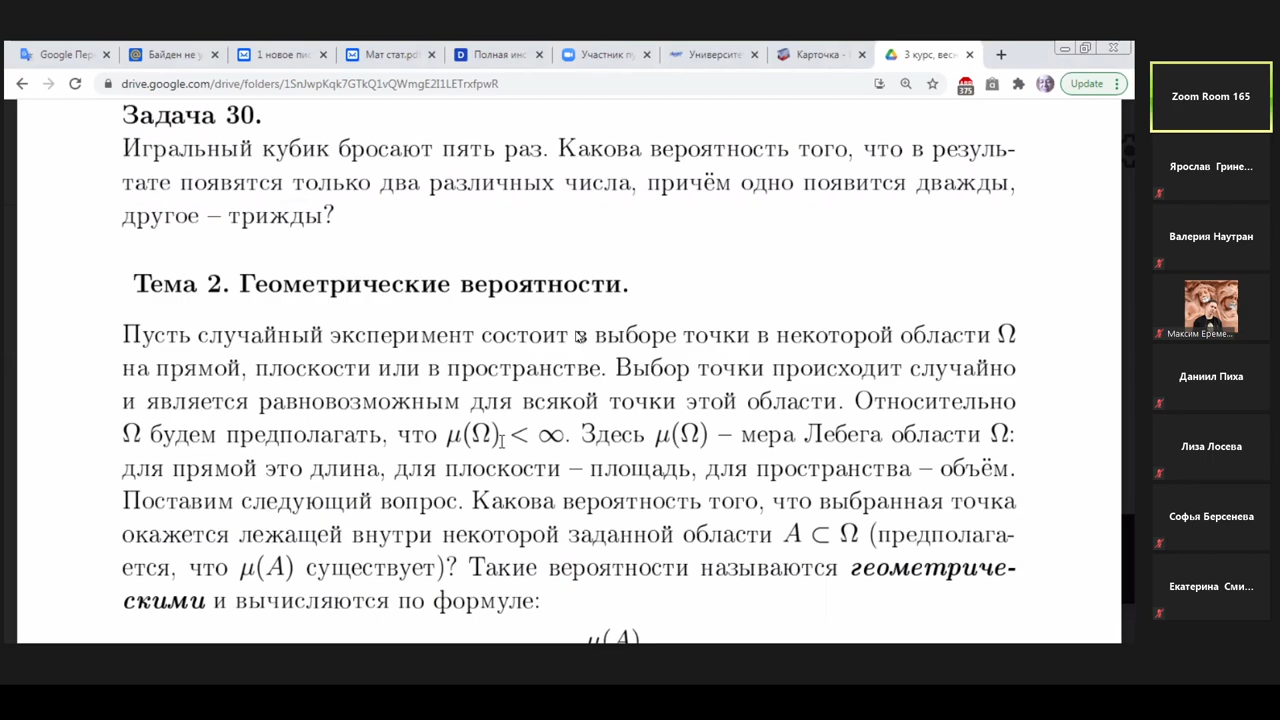 Google Пер
Байден не у
1 новое пис
Мат стат.pdf
Полная инс
Участник пу
Университе
Карточка -
3 курс, весн
drive.google.com/drive/folders/1SnJwpKqk7GTkQ1vQWmgE2I1LETrxfpwR
375
Update
Задача 30.
Игральный кубик бросают пять раз. Какова вероятность того, что в резуль-
тате появятся только два различных числа, причём одно появится дважды,
другое – трижды?
Тема 2. Геометрические вероятности.
Пусть случайный эксперимент состоит в выборе точки в некоторой области Ω
на прямой, плоскости или в пространстве. Выбор точки происходит случайно
и является равновозможным для всякой точки этой области. Относительно
Ω будем предполагать, что μ(Ω) < ∞. Здесь μ(Ω) – мера Лебега области Ω:
для прямой это длина, для плоскости – площадь, для пространства – объём.
Поставим следующий вопрос. Какова вероятность того, что выбранная точка
окажется лежащей внутри некоторой заданной области A ⊂ Ω (предполага-
ется, что μ(A) существует)? Такие вероятности называются геометриче-
скими и вычисляются по формуле:
μ(A)
Zoom Room 165
Ярослав Грине...
Валерия Наутран
Максим Ереме...
Даниил Пиха
Лиза Лосева
Софья Берсенева
Екатерина Сми...